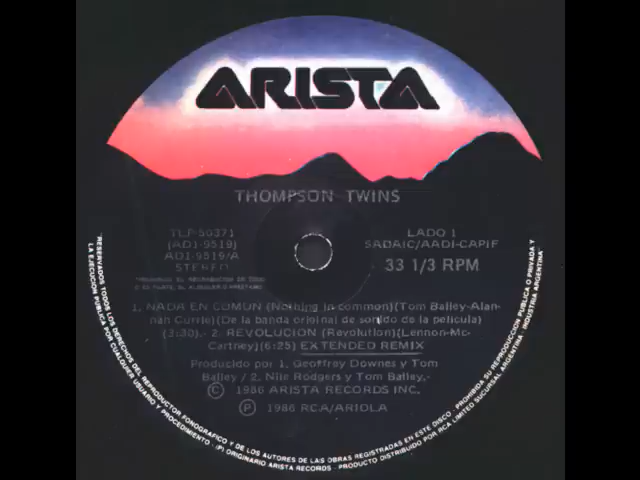 ARISTA
THOMPSON TWINS
TLP-50371
(AD1-9519)
AD1-9519/A
STEREO
LADO 1
SADAIC/AADI-CAPIF
33 1/3 RPM
1. NADA EN COMUN (Nothing in common)(Tom Bailey-Alan-
nah Currie)(De la banda original de sonido de la película)
(3:30).- 2. REVOLUCION (Revolution)(Lennon-Mc-
Cartney)(6:25) EXTENDED REMIX
Producido por 1. Geoffrey Downes y Tom
Bailey / 2. Nile Rodgers y Tom Bailey.-
© 1986 ARISTA RECORDS INC.
Ⓟ 1986 RCA/ARIOLA
"RESERVADOS TODOS LOS DERECHOS DEL REPRODUCTOR FONOGRAFICO Y DE LOS AUTORES DE LAS OBRAS REGISTRADAS EN ESTE DISCO - PROHIBIDA SU REPRODUCCION PUBLICA O PRIVADA Y
LA EJECUCION PUBLICA POR CUALQUIER USUARIO Y PROCEDIMIENTO - (P) ORIGINARIO ARISTA RECORDS - PRODUCTO DISTRIBUIDO POR RCA LIMITED SUCURSAL ARGENTINA - INDUSTRIA ARGENTINA"